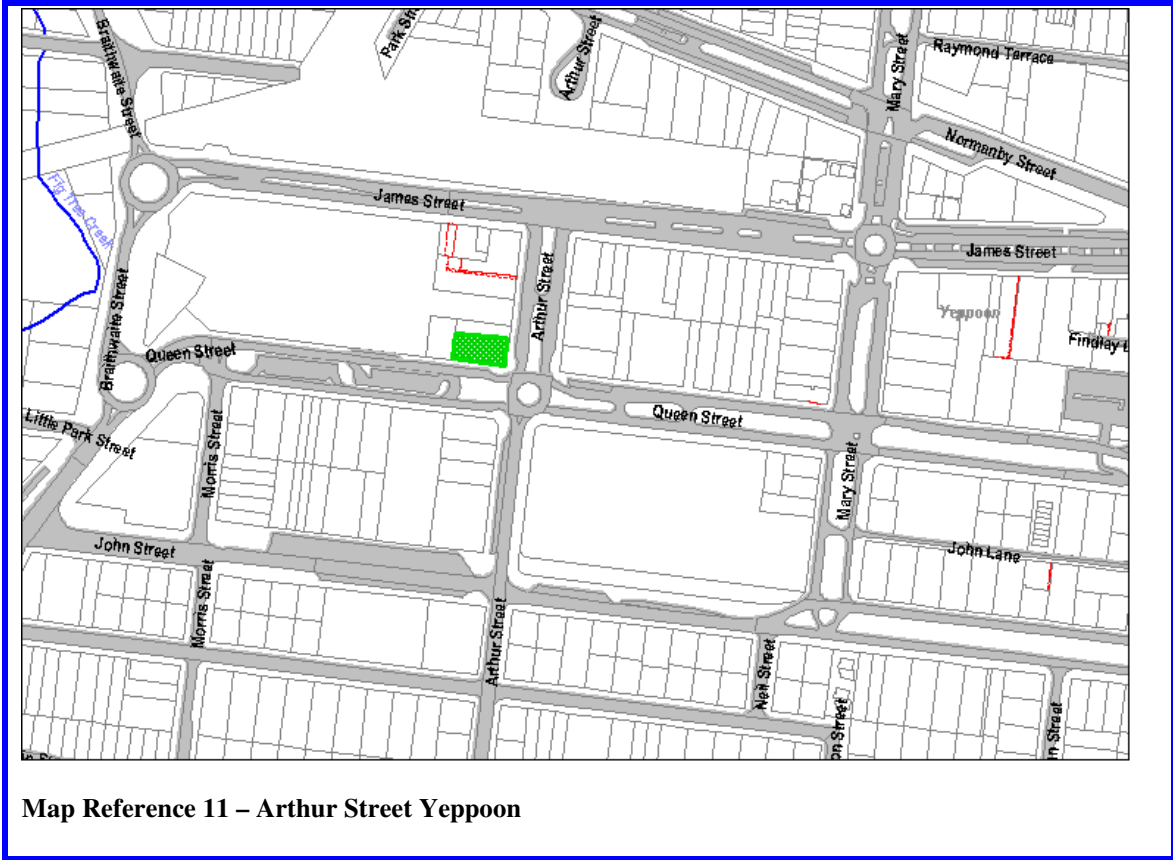 Braithwaite Street
Arthur Street
Mary Street
Raymond Terrace
Normanby Street
Fig Tree Creek
James Street
James Street
Arthur Street
Yeppoon
Braithwaite Street
Queen Street
Queen Street
Little Park Street
Morris Street
Mary Street
John Street
John Lane
Morris Street
Arthur Street
Neil Street
Map Reference 11 – Arthur Street Yeppoon